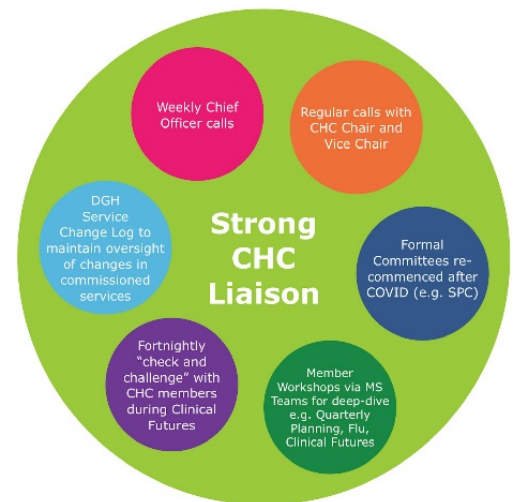 Weekly Chief
Officer calls
Regular calls with
CHC Chair and
Vice Chair
DGH
Service
Change Log to
maintain oversight
of changes in
commissioned
services
Strong
CHC
Liaison
Formal
Committees re-
commenced after
COVID (e.g. SPC)
Fortnightly
“check and
challenge” with
CHC members
during Clinical
Futures
Member
Workshops via MS
Teams for deep-dive
e.g. Quarterly
Planning, Flu,
Clinical Futures